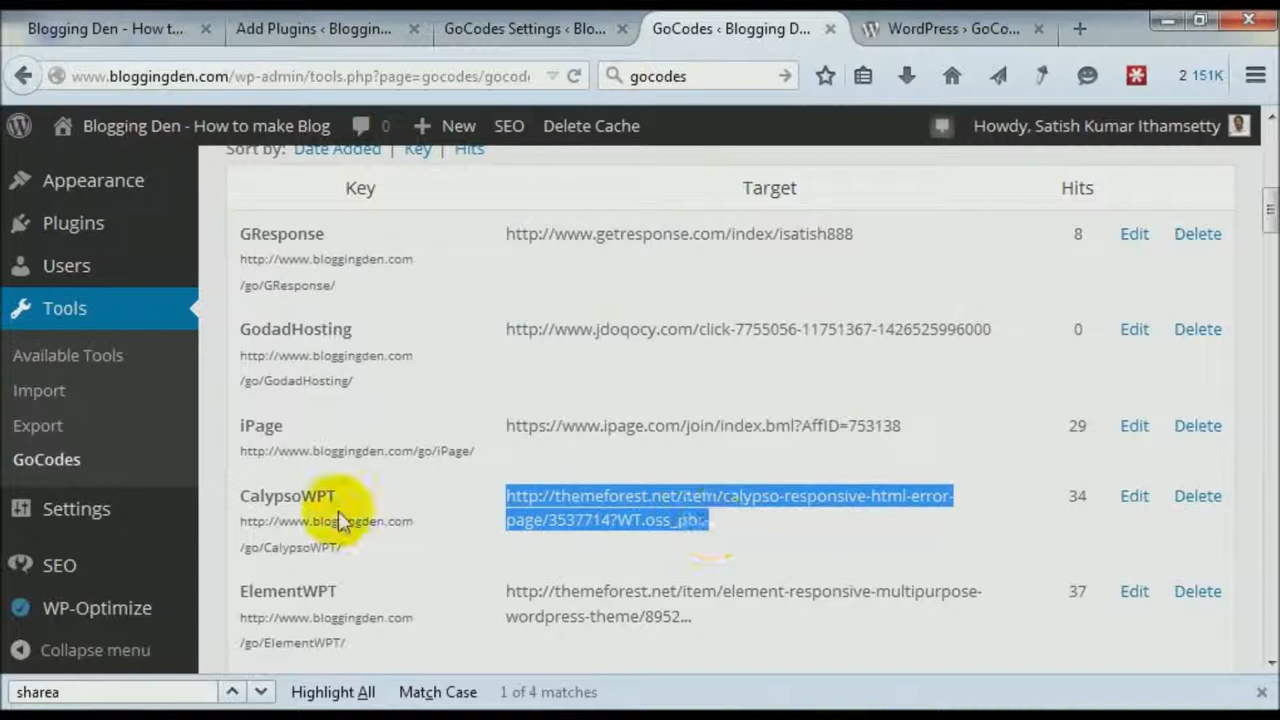 Blogging Den - How t...
Add Plugins ‹ Bloggin...
GoCodes Settings ‹ Blo...
GoCodes ‹ Blogging D...
WordPress › GoCo...
www.bloggingden.com/wp-admin/tools.php?page=gocodes/gocod
gocodes
2 151K
Blogging Den - How to make Blog
0
New
SEO
Delete Cache
Howdy, Satish Kumar Ithamsetty
Sort by: Date Added | Key | Hits
Appearance
Plugins
Users
Tools
Available Tools
Import
Export
GoCodes
Settings
SEO
WP-Optimize
Collapse menu
Key
Target
Hits
GResponse
http://www.bloggingden.com
/go/GResponse/
http://www.getresponse.com/index/isatish888
8
Edit
Delete
GodadHosting
http://www.bloggingden.com
/go/GodadHosting/
http://www.jdoqocy.com/click-7755056-11751367-1426525996000
0
Edit
Delete
iPage
http://www.bloggingden.com/go/iPage/
https://www.ipage.com/join/index.bml?AffID=753138
29
Edit
Delete
CalypsoWPT
http://www.bloggingden.com
/go/CalypsoWPT/
http://themeforest.net/item/calypso-responsive-html-error-
page/3537714?WT.oss_
34
Edit
Delete
ElementWPT
http://www.bloggingden.com
/go/ElementWPT/
http://themeforest.net/item/element-responsive-multipurpose-
wordpress-theme/8952...
37
Edit
Delete
sharea
Highlight All
Match Case
1 of 4 matches